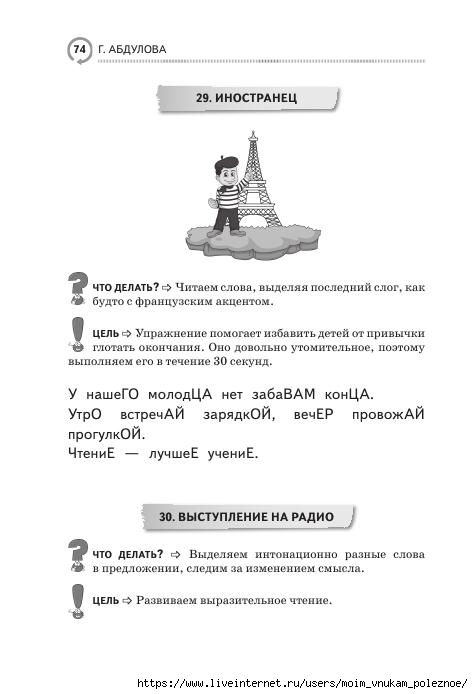 74 Г. АБДУЛОВА
29. ИНОСТРАНЕЦ
ЧТО ДЕЛАТЬ? ⇨ Читаем слова, выделяя последний слог, как
будто с французским акцентом.
ЦЕЛЬ ⇨ Упражнение помогает избавить детей от привычки
глотать окончания. Оно довольно утомительное, поэтому
выполняем его в течение 30 секунд.
У нашеГО молодЦА нет забаВАМ конЦА.
УтрО встречАЙ зарядкОЙ, вечЕР провожАЙ
прогулкОЙ.
ЧтениЕ — лучшеЕ учениЕ.
30. ВЫСТУПЛЕНИЕ НА РАДИО
ЧТО ДЕЛАТЬ? ⇨ Выделяем интонационно разные слова
в предложении, следим за изменением смысла.
ЦЕЛЬ ⇨ Развиваем выразительное чтение.
https://www.liveinternet.ru/users/moim_vnukam_poleznoe/